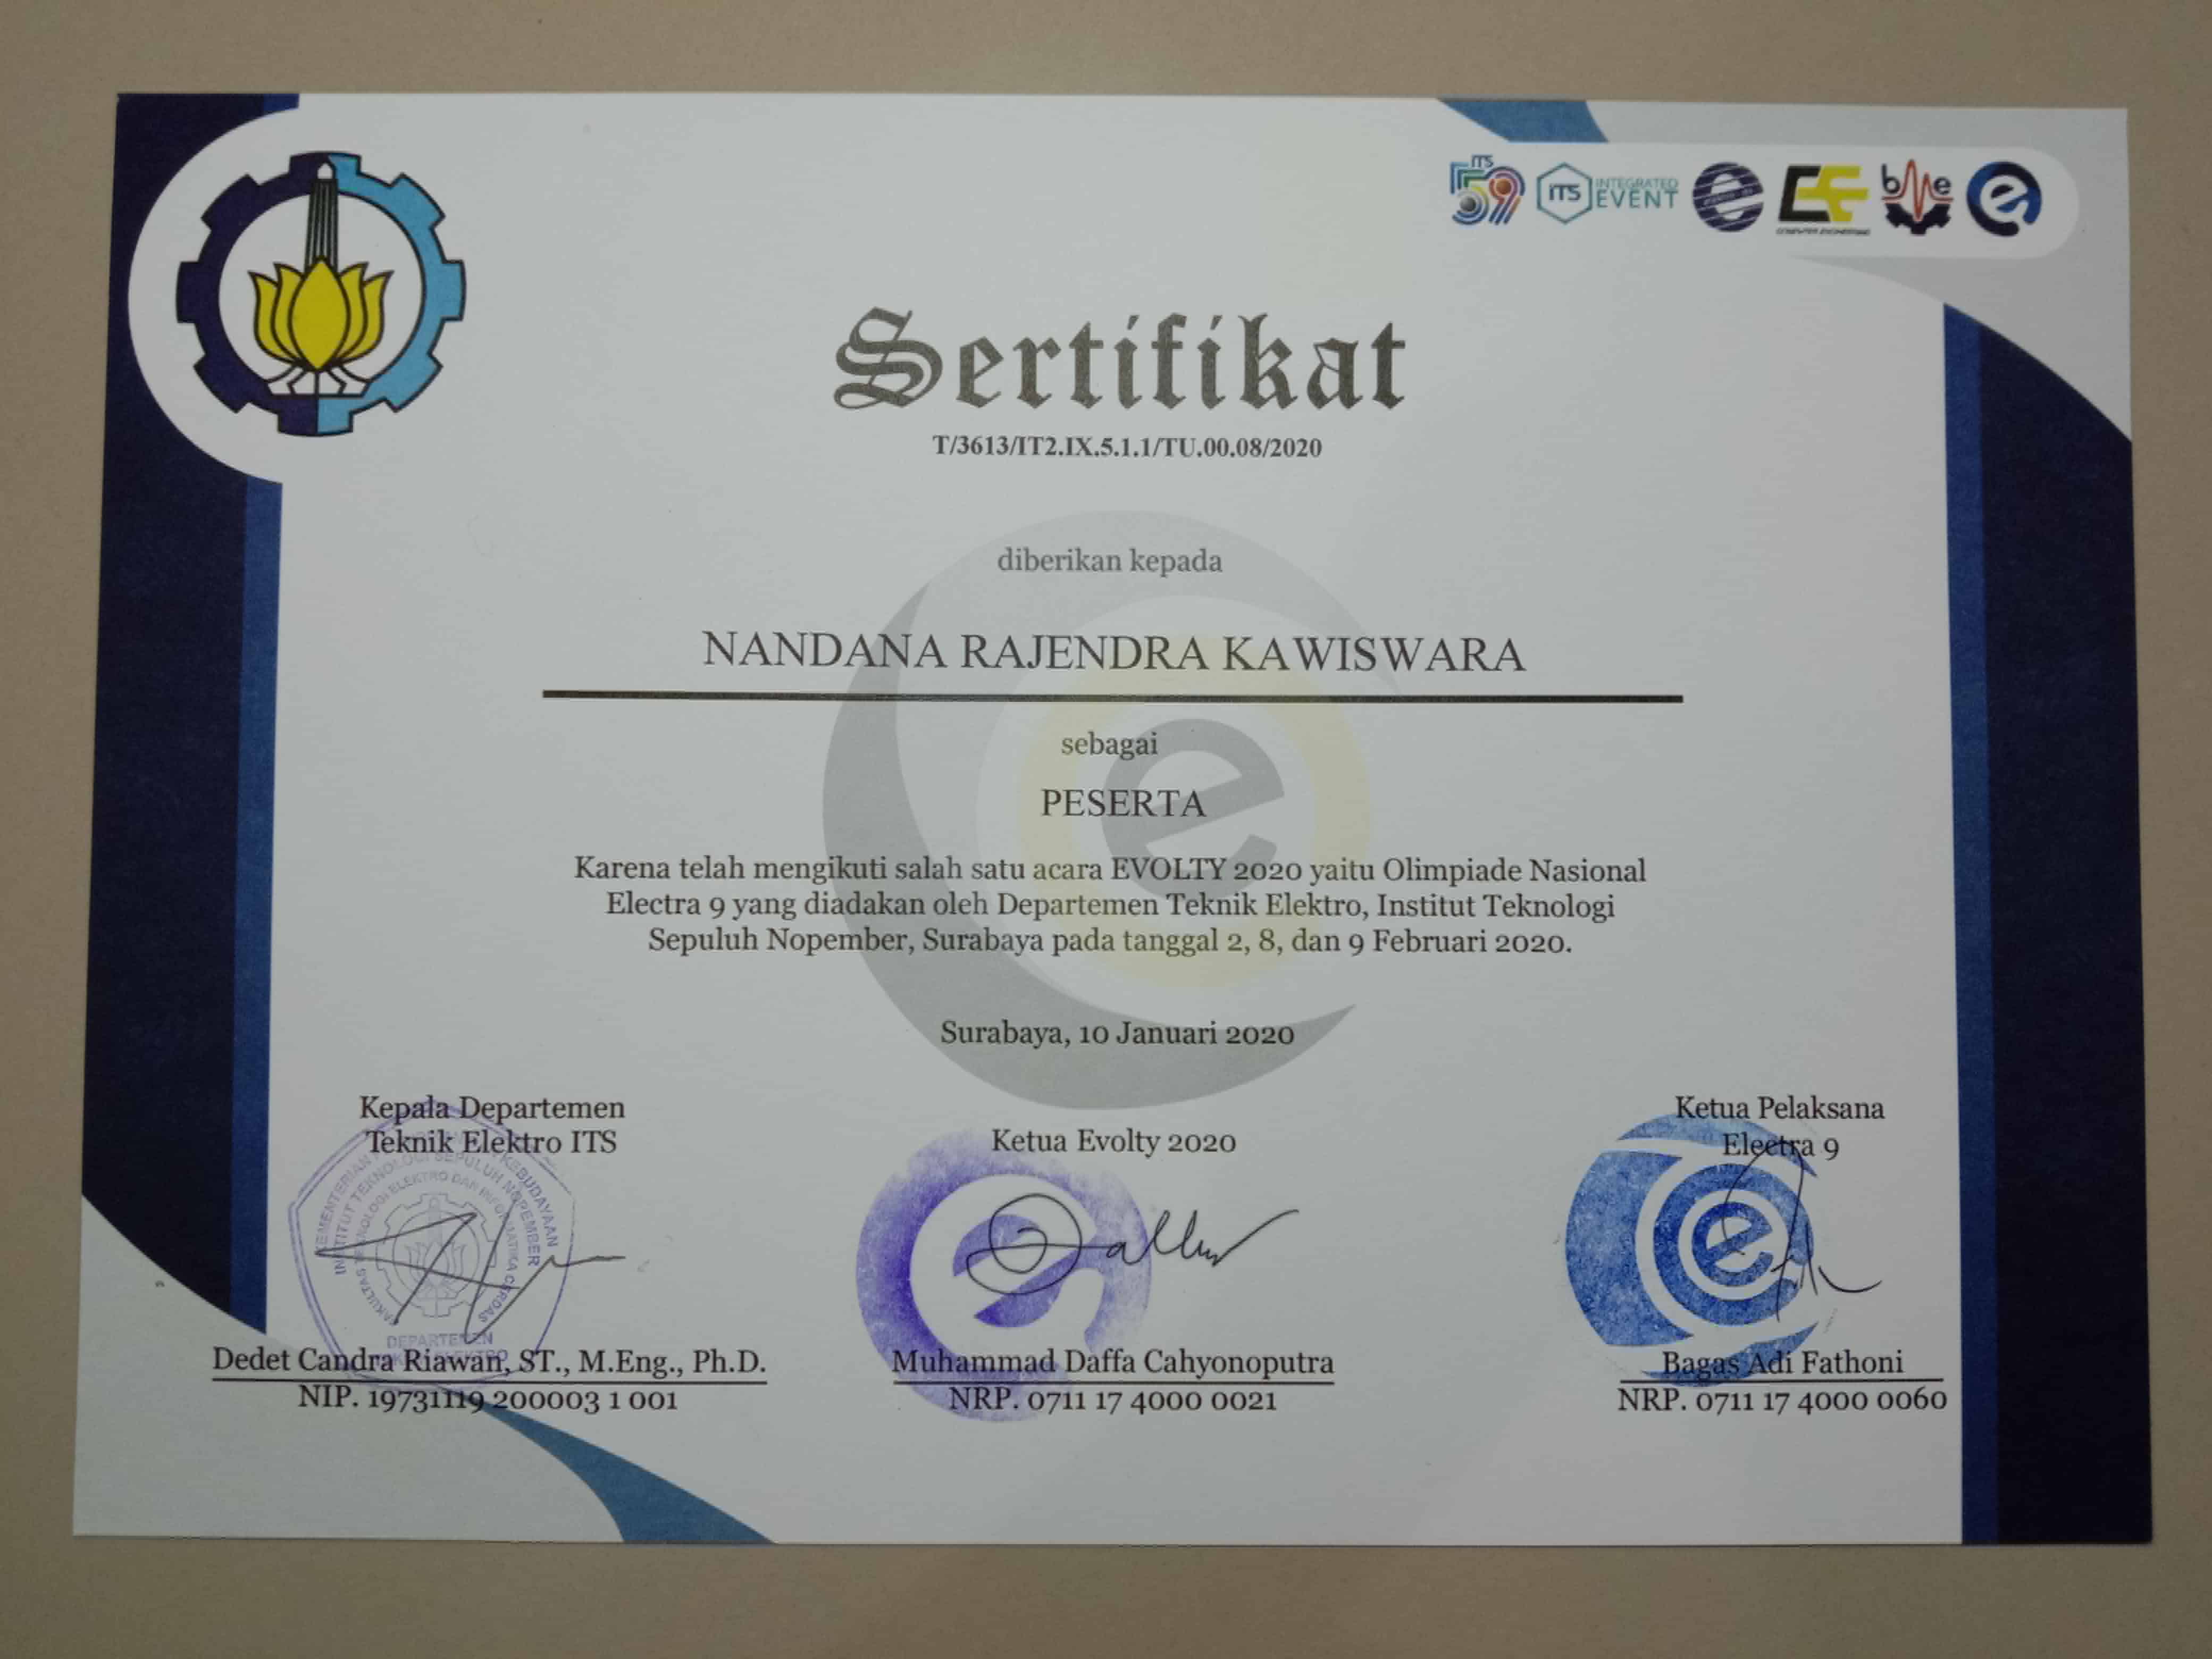 ITS
59
ITS
INTEGRATED
EVENT
e
CE
COMPUTER ENGINEERING
bme
e
Sertifikat
T/3613/IT2.IX.5.1.1/TU.00.08/2020
diberikan kepada
NANDANA RAJENDRA KAWISWARA
sebagai
PESERTA
Karena telah mengikuti salah satu acara EVOLTY 2020 yaitu Olimpiade Nasional
Electra 9 yang diadakan oleh Departemen Teknik Elektro, Institut Teknologi
Sepuluh Nopember, Surabaya pada tanggal 2, 8, dan 9 Februari 2020.
Surabaya, 10 Januari 2020
Kepala Departemen
Teknik Elektro ITS
KEMENTERIAN KEBUDAYAAN
INSTITUT TEKNOLOGI SEPULUH NOPEMBER
FAKULTAS TEKNOLOGI ELEKTRO DAN INFORMATIKA CERDAS
DEPARTEMEN
ELEKTRO
Dedet Candra Riawan, ST., M.Eng., Ph.D.
NIP. 19731119 200003 1 001
Ketua Evolty 2020
Muhammad Daffa Cahyonoputra
NRP. 0711 17 4000 0021
Ketua Pelaksana
Electra 9
e
Bagas Adi Fathoni
NRP. 0711 17 4000 0060